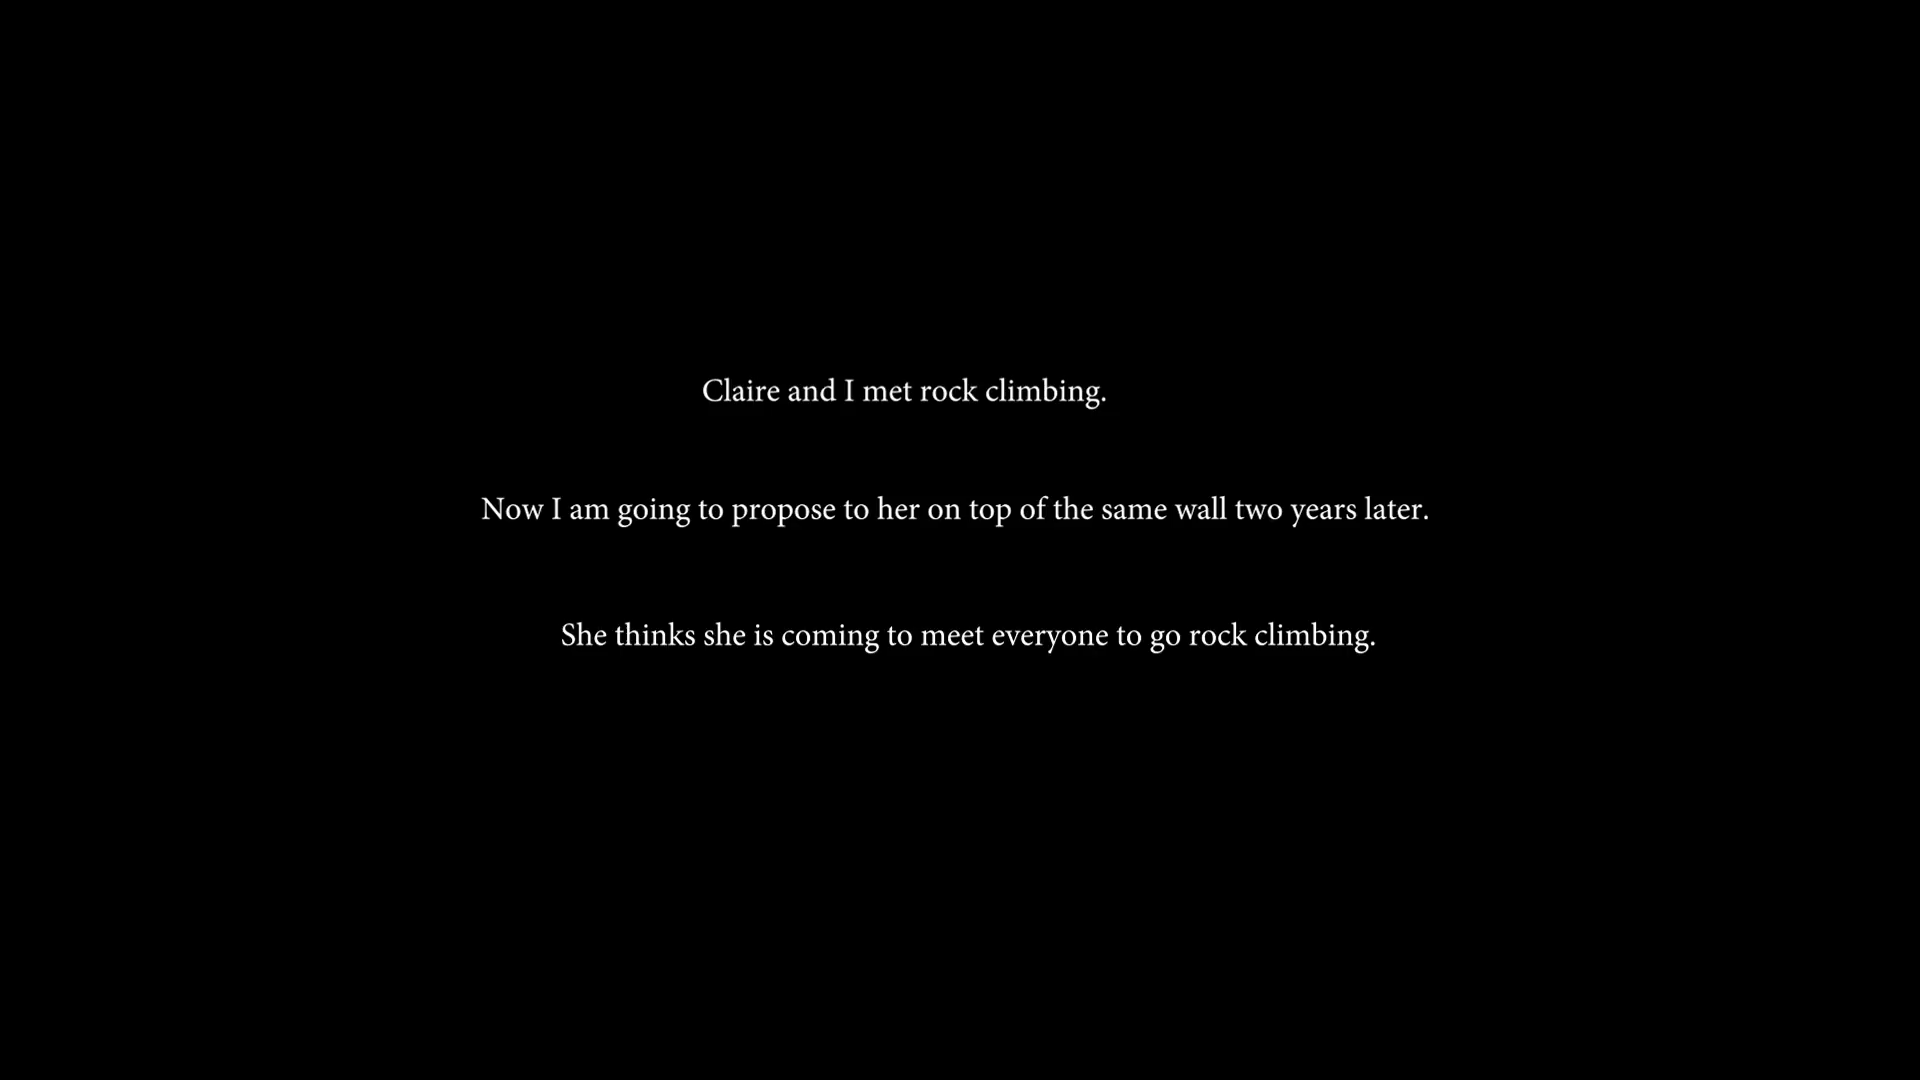 Claire and I met rock climbing.
Now I am going to propose to her on top of the same wall two years later.
She thinks she is coming to meet everyone to go rock climbing.